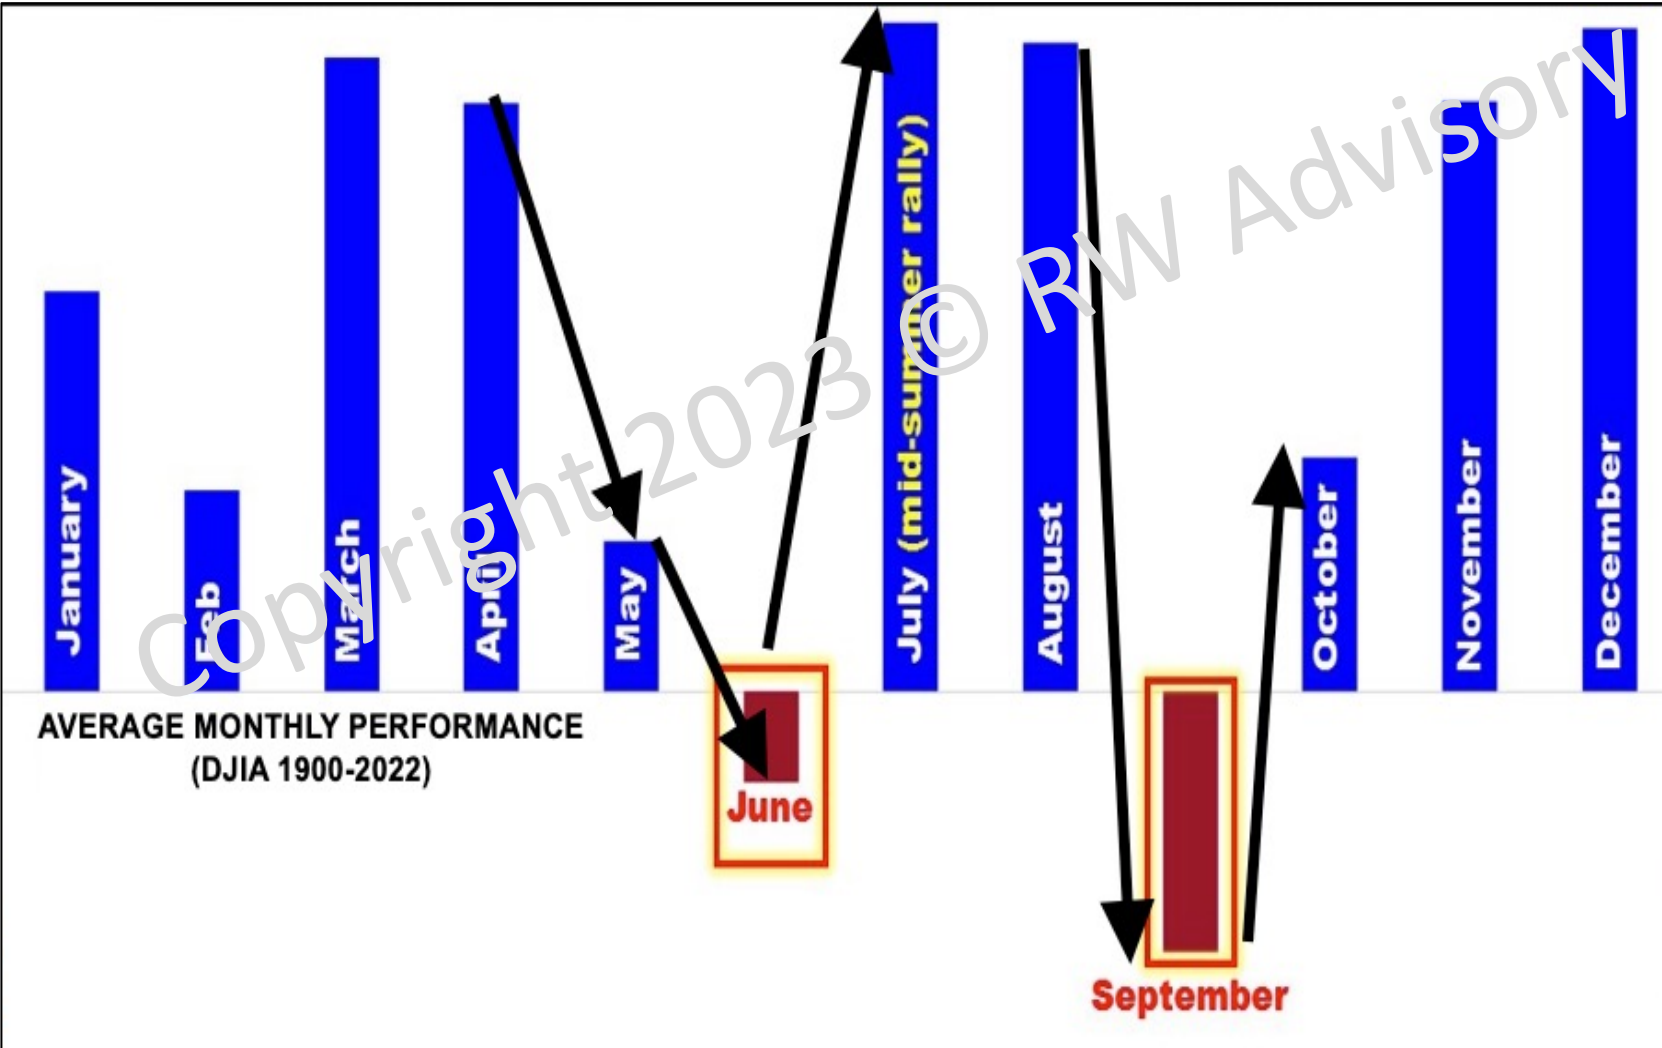 January
Feb
March
April
May
June
July (mid-summer rally)
August
September
October
November
December
AVERAGE MONTHLY PERFORMANCE
(DJIA 1900-2022)
Copyright 2023 © RW Advisory